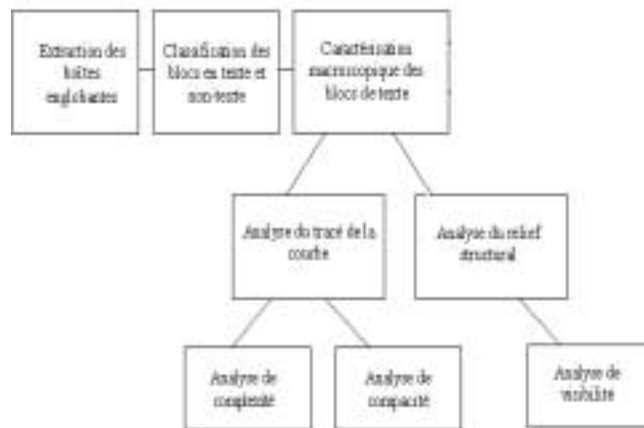 Extraction des
boîtes
englobantes
Classification des
blocs en texte et
non-texte
Caractérisation
macroscopique des
blocs de texte
Analyse du tracé de la
courbe
Analyse du relief
structural
Analyse de
complexité
Analyse de
compacité
Analyse de
visibilité